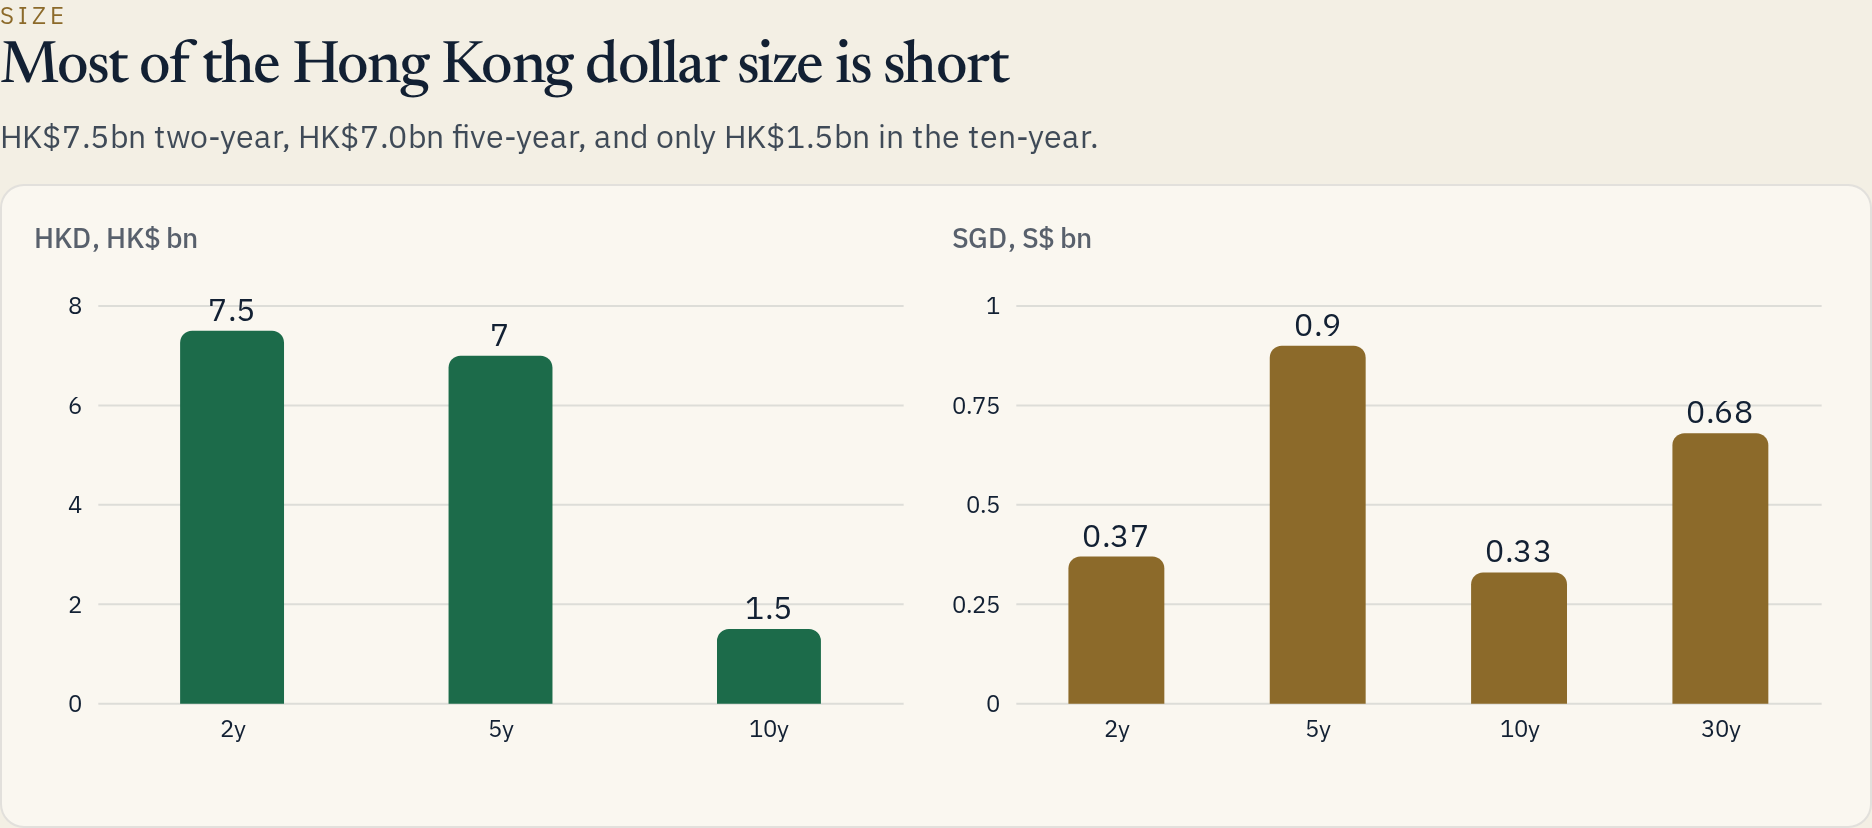 SIZE
Most of the Hong Kong dollar size is short
HK$7.5bn two-year, HK$7.0bn five-year, and only HK$1.5bn in the ten-year.
HKD, HK$ bn
8
6
4
2
0
7.5
7
1.5
2y
5y
10y
SGD, S$ bn
1
0.75
0.5
0.25
0
0.37
0.9
0.33
0.68
2y
5y
10y
30y